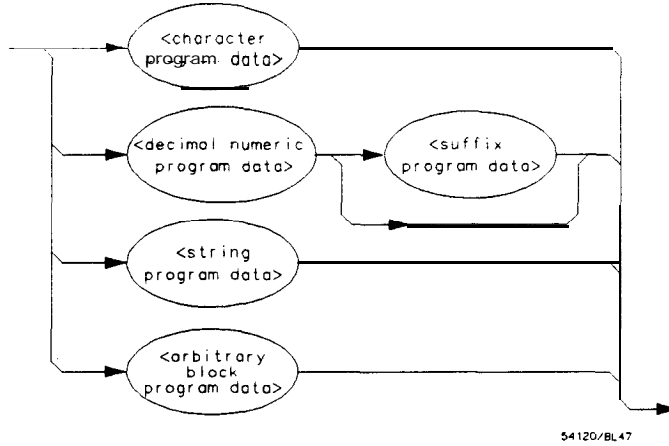 <character
program data>
<decimal numeric
program data>
<suffix
program data>
<string
program data>
<arbitrary
block
program data>
54120/BL47